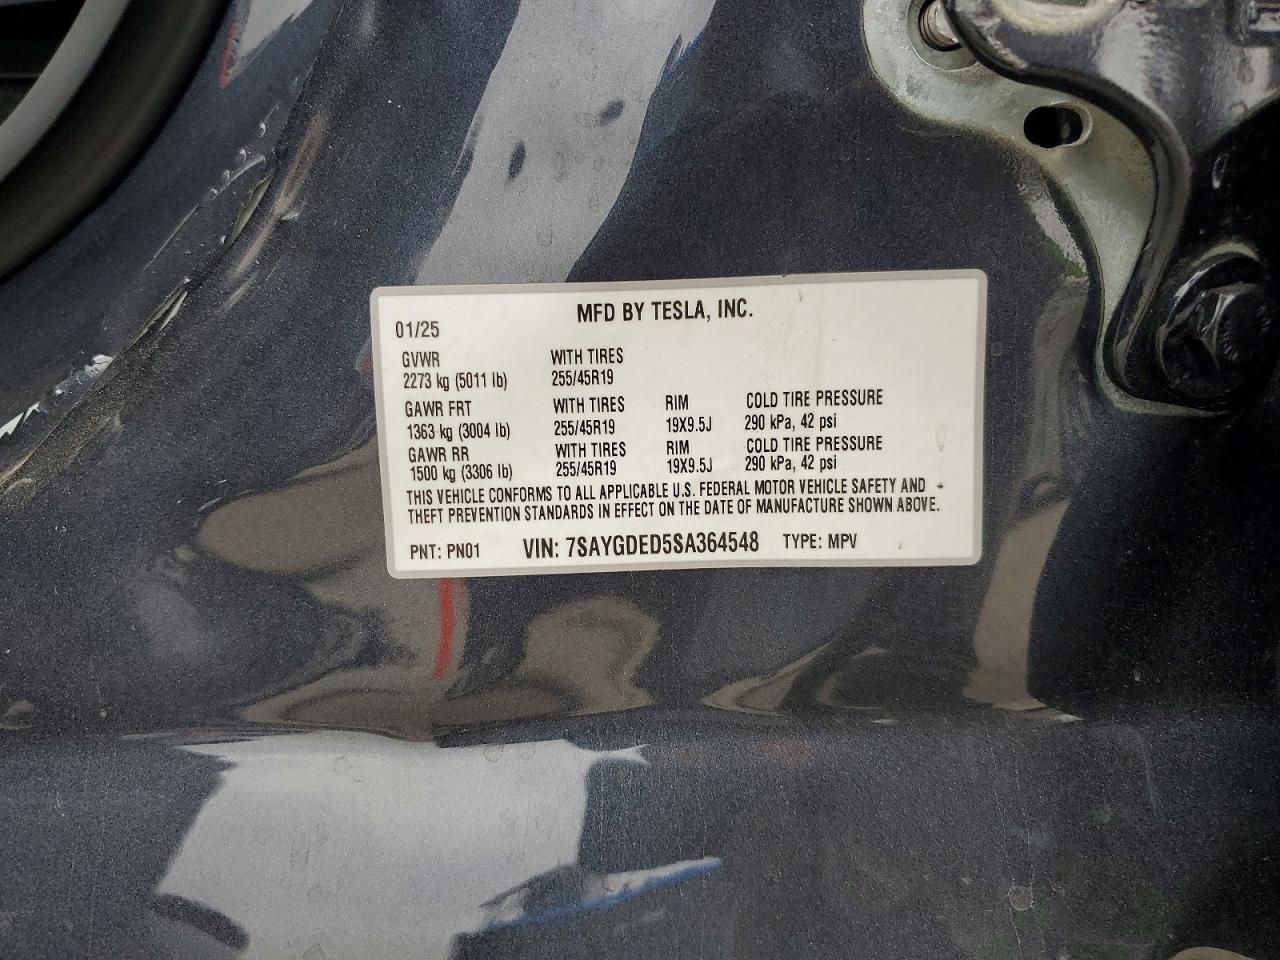 MFD BY TESLA, INC.
01/25
GVWR WITH TIRES
2273 kg (5011 lb) 255/45R19
GAWR FRT WITH TIRES RIM COLD TIRE PRESSURE
1363 kg (3004 lb) 255/45R19 19X9.5J 290 kPa, 42 psi
GAWR RR WITH TIRES RIM COLD TIRE PRESSURE
1500 kg (3306 lb) 255/45R19 19X9.5J 290 kPa, 42 psi
THIS VEHICLE CONFORMS TO ALL APPLICABLE U.S. FEDERAL MOTOR VEHICLE SAFETY AND
THEFT PREVENTION STANDARDS IN EFFECT ON THE DATE OF MANUFACTURE SHOWN ABOVE.
PNT: PN01 VIN: 7SAYGDED5SA364548 TYPE: MPV